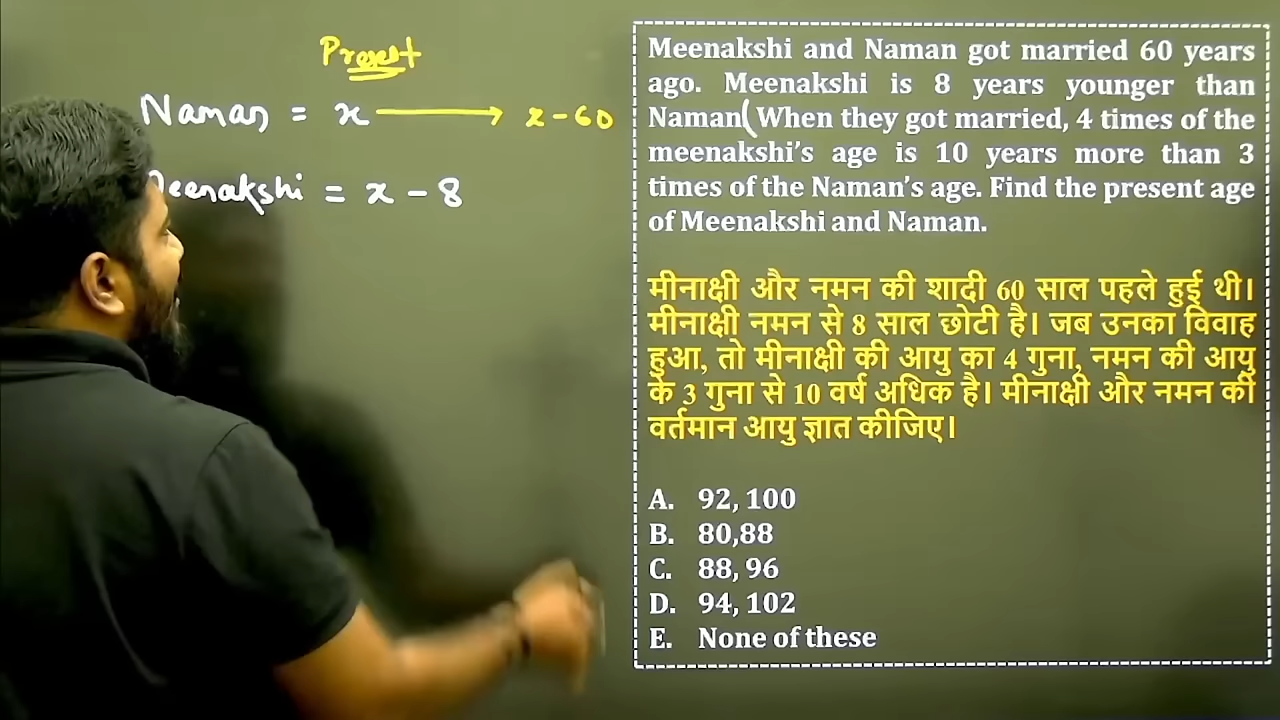 Present
Naman = x → x-60
Meenakshi = x - 8
Meenakshi and Naman got married 60 years
ago. Meenakshi is 8 years younger than
Naman(When they got married, 4 times of the
meenakshi's age is 10 years more than 3
times of the Naman's age. Find the present age
of Meenakshi and Naman.
मीनाक्षी और नमन की शादी 60 साल पहले हुई थी।
मीनाक्षी नमन से 8 साल छोटी है। जब उनका विवाह
हुआ, तो मीनाक्षी की आयु का 4 गुना, नमन की आयु
के 3 गुना से 10 वर्ष अधिक है। मीनाक्षी और नमन की
वर्तमान आयु ज्ञात कीजिए।
A. 92, 100
B. 80,88
C. 88, 96
D. 94, 102
E. None of these